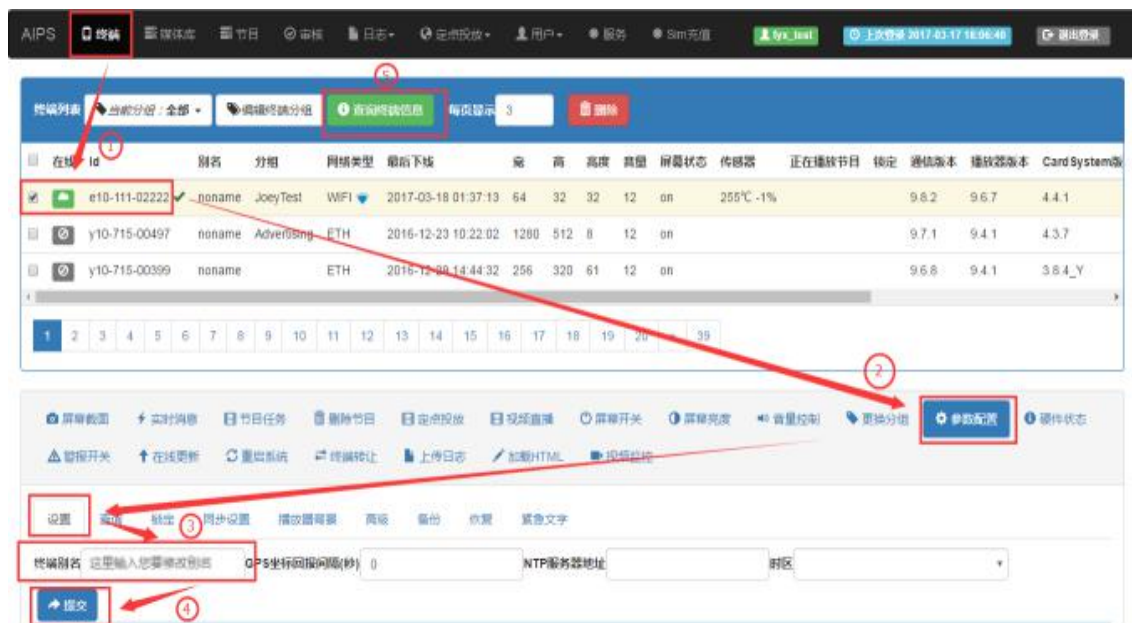 AIPS 终端 媒体库 节目 审核 日志 定点投放 用户 服务 Sim充值 fyx_test 上次登录 2017-03-17 18:06:40 退出登录
⑤
终端列表 当前分组:全部 编辑终端分组 查询终端信息 每页显示 3 删除
①
在线 Id 别名 分组 网络类型 最后下线 宽 高 亮度 音量 屏幕状态 传感器 正在播放节目 锁定 通信版本 播放器版本 CardSystem版
e10-111-02222 noname JoeyTest WIFI 2017-03-18 01:37:13 64 32 32 12 on 255℃ -1% 9.8.2 9.6.7 4.4.1
y10-715-00497 noname Advertising ETH 2016-12-23 10:22:02 1280 512 8 12 on 9.7.1 9.4.1 4.3.7
y10-715-00399 noname ETH 14:44:32 256 320 61 12 on 9.6.8 9.4.1 3.8.4_Y
1 2 3 4 5 6 7 8 9 10 11 12 13 14 15 16 17 18 19 20 39
②
屏幕截图 实时消息 节目任务 删除节目 定点投放 视频直播 屏幕开关 屏幕亮度 音量控制 更换分组 参数配置 硬件状态
警报开关 在线更新 重启系统 终端转让 上传日志 加载HTML 视频监控
设置 锁定 同步设置 播放器背景 高级 备份 恢复 紧急文字
③
终端别名 这里输入您要修改别名 GPS坐标回报间隔(秒) 0 NTP服务器地址 时区
提交
④